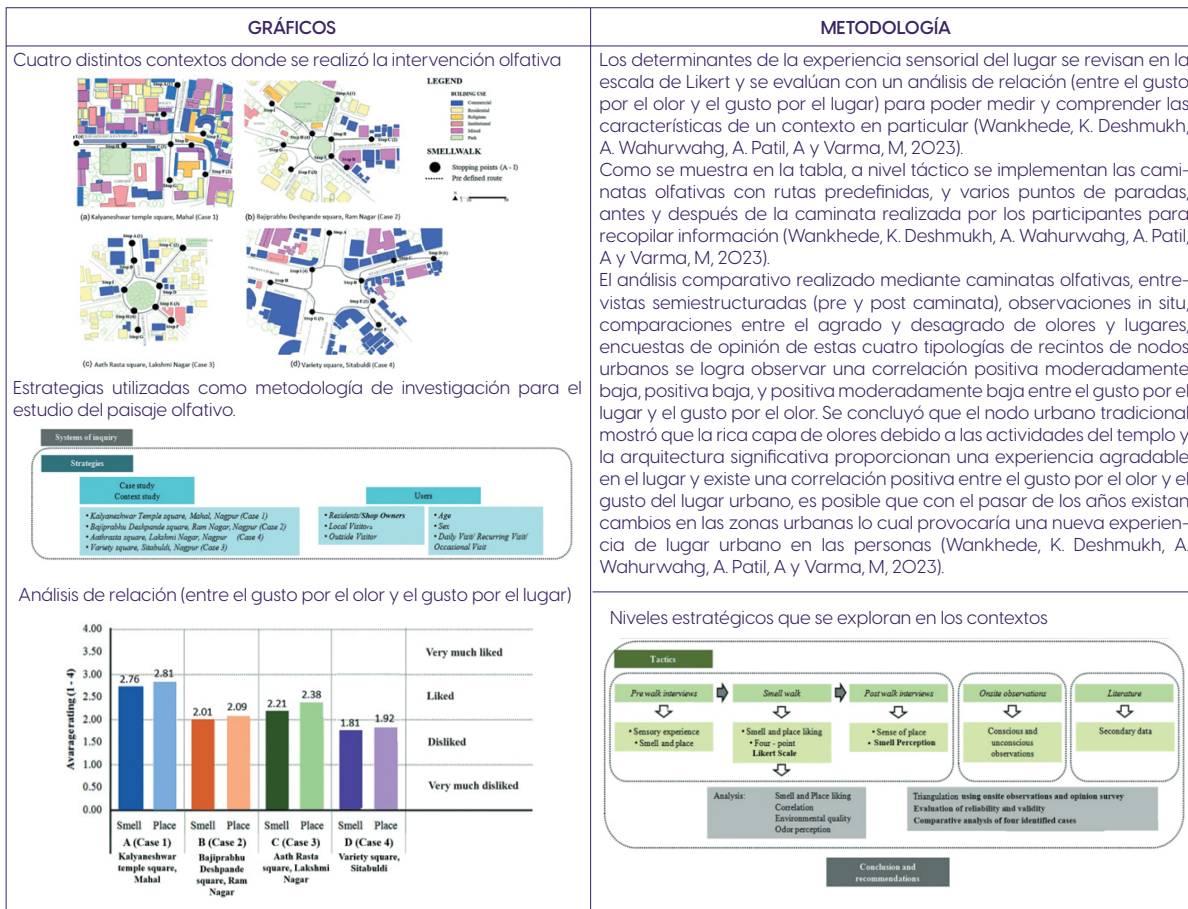 GRÁFICOS
Cuatro distintos contextos donde se realizó la intervención olfativa
LEGEND
BUILDING USE
Commercial
Residential
Religious
Institutional
Mixed
Park
SMELLWALK
Stopping points (A - I)
Pre defined route
(a) Kalyaneshwar temple square, Mahal (Case 1)
(b) Bajiprabhu Deshpande square, Ram Nagar (Case 2)
(c) Aath Rasta square, Lakshmi Nagar (Case 3)
(d) Variety square, Sitabuldi (Case 4)
Estrategias utilizadas como metodología de investigación para el
estudio del paisaje olfativo.
Systems of inquiry
Strategies
Case study
Context study
• Kalyaneshwar Temple square, Mahal, Nagpur (Case 1)
• Bajiprabhu Deshpande square, Ram Nagar, Nagpur (Case 2)
• Aathrasta square, Lakshmi Nagar, Nagpur (Case 4)
• Variety square, Sitabuldi, Nagpur (Case 3)
Users
• Residents/Shop Owners
• Local Visitors
• Outside Visitor
• Age
• Sex
• Daily Visit/ Recurring Visit/
Occasional Visit
Análisis de relación (entre el gusto por el olor y el gusto por el lugar)
Avaragerating (1 - 4)
4.00
3.50
3.00
2.50
2.00
1.50
1.00
0.50
0.00
2.76 2.81
2.01 2.09
2.21 2.38
1.81 1.92
Very much liked
Liked
Disliked
Very much disliked
Smell Place Smell Place Smell Place Smell Place
A (Case 1)
Kalyaneshwar
temple square,
Mahal
B (Case 2)
Bajiprabhu
Deshpande
square, Ram
Nagar
C (Case 3)
Aath Rasta
square, Lakshmi
Nagar
D (Case 4)
Variety square,
Sitabuldi
METODOLOGÍA
Los determinantes de la experiencia sensorial del lugar se revisan en la
escala de Likert y se evalúan con un análisis de relación (entre el gusto
por el olor y el gusto por el lugar) para poder medir y comprender las
características de un contexto en particular (Wankhede, K. Deshmukh,
A. Wahurwahg, A. Patil, A y Varma, M, 2023).
Como se muestra en la tabla, a nivel táctico se implementan las cami-
natas olfativas con rutas predefinidas, y varios puntos de paradas,
antes y después de la caminata realizada por los participantes para
recopilar información (Wankhede, K. Deshmukh, A. Wahurwahg, A. Patil,
A y Varma, M, 2023).
El análisis comparativo realizado mediante caminatas olfativas, entre-
vistas semiestructuradas (pre y post caminata), observaciones in situ,
comparaciones entre el agrado y desagrado de olores y lugares,
encuestas de opinión de estas cuatro tipologías de recintos de nodos
urbanos se logra observar una correlación positiva moderadamente
baja, positiva baja, y positiva moderadamente baja entre el gusto por el
lugar y el gusto por el olor. Se concluyó que el nodo urbano tradicional
mostró que la rica capa de olores debido a las actividades del templo y
la arquitectura significativa proporcionan una experiencia agradable
en el lugar y existe una correlación positiva entre el gusto por el olor y el
gusto del lugar urbano, es posible que con el pasar de los años existan
cambios en las zonas urbanas lo cual provocaría una nueva experien-
cia de lugar urbano en las personas (Wankhede, K. Deshmukh, A.
Wahurwahg, A. Patil, A y Varma, M, 2023).
Niveles estratégicos que se exploran en los contextos
Tactics
Pre walk interviews
• Sensory experience
• Smell and place
Smell walk
• Smell and place liking
• Four - point
Likert Scale
Post walk interviews
• Sense of place
• Smell Perception
Onsite observations
Conscious and
unconscious
observations
Literature
Secondary data
Analysis: Smell and Place liking
Correlation
Environmental quality
Odor perception
Triangulation using onsite observations and opinion survey
Evaluation of reliability and validity
Comparative analysis of four identified cases
Conclusion and
recommendations